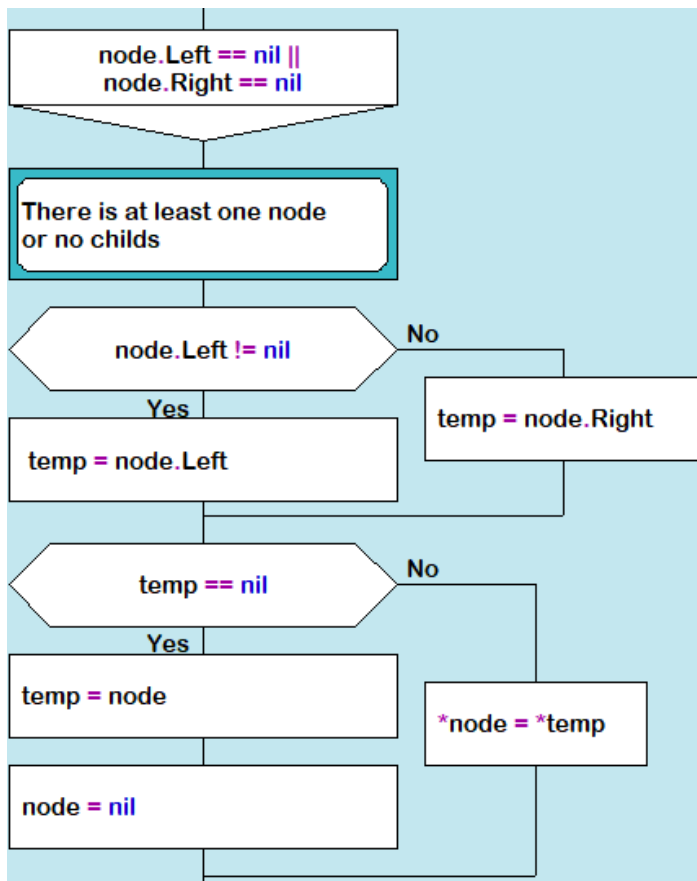 node.Left == nil ||
node.Right == nil
There is at least one node
or no childs
node.Left != nil
No
Yes
temp = node.Right
temp = node.Left
temp == nil
No
Yes
temp = node
*node = *temp
node = nil